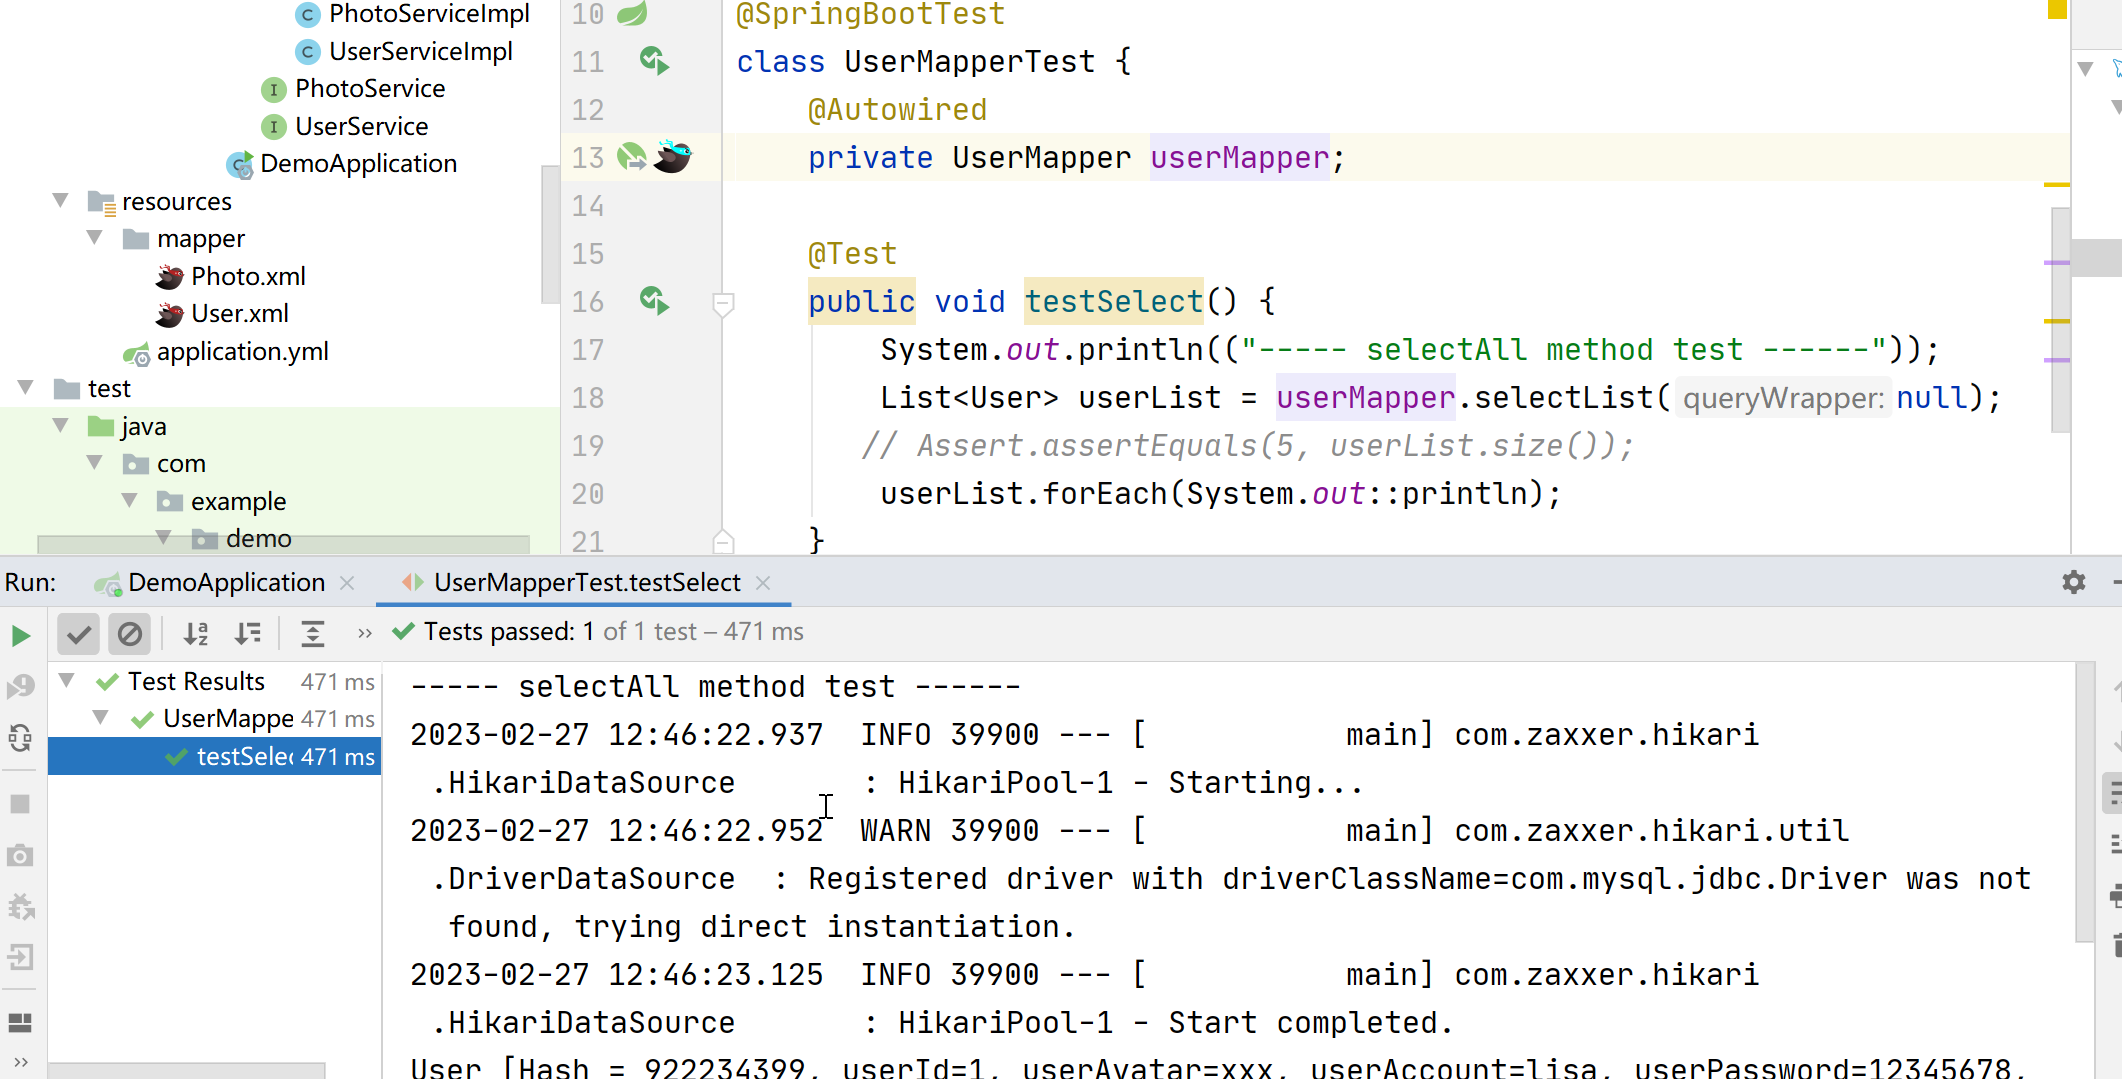 PhotoServiceImpl
UserServiceImpl
PhotoService
UserService
DemoApplication
resources
mapper
Photo.xml
User.xml
application.yml
test
java
com
example
demo
10 @SpringBootTest
11 class UserMapperTest {
12 @Autowired
13 private UserMapper userMapper;
14
15 @Test
16 public void testSelect() {
17 System.out.println(("----- selectAll method test ------"));
18 List<User> userList = userMapper.selectList( queryWrapper: null);
19 // Assert.assertEquals(5, userList.size());
20 userList.forEach(System.out::println);
21 }
Run: DemoApplication UserMapperTest.testSelect
Tests passed: 1 of 1 test – 471 ms
Test Results 471 ms
UserMappe 471 ms
testSelec 471 ms
----- selectAll method test ------
2023-02-27 12:46:22.937  INFO 39900 --- [           main] com.zaxxer.hikari
.HikariDataSource       : HikariPool-1 - Starting...
2023-02-27 12:46:22.952  WARN 39900 --- [           main] com.zaxxer.hikari.util
.DriverDataSource  : Registered driver with driverClassName=com.mysql.jdbc.Driver was not
found, trying direct instantiation.
2023-02-27 12:46:23.125  INFO 39900 --- [           main] com.zaxxer.hikari
.HikariDataSource       : HikariPool-1 - Start completed.
User [Hash = 922234399, userId=1, userAvatar=xxx, userAccount=lisa, userPassword=12345678,